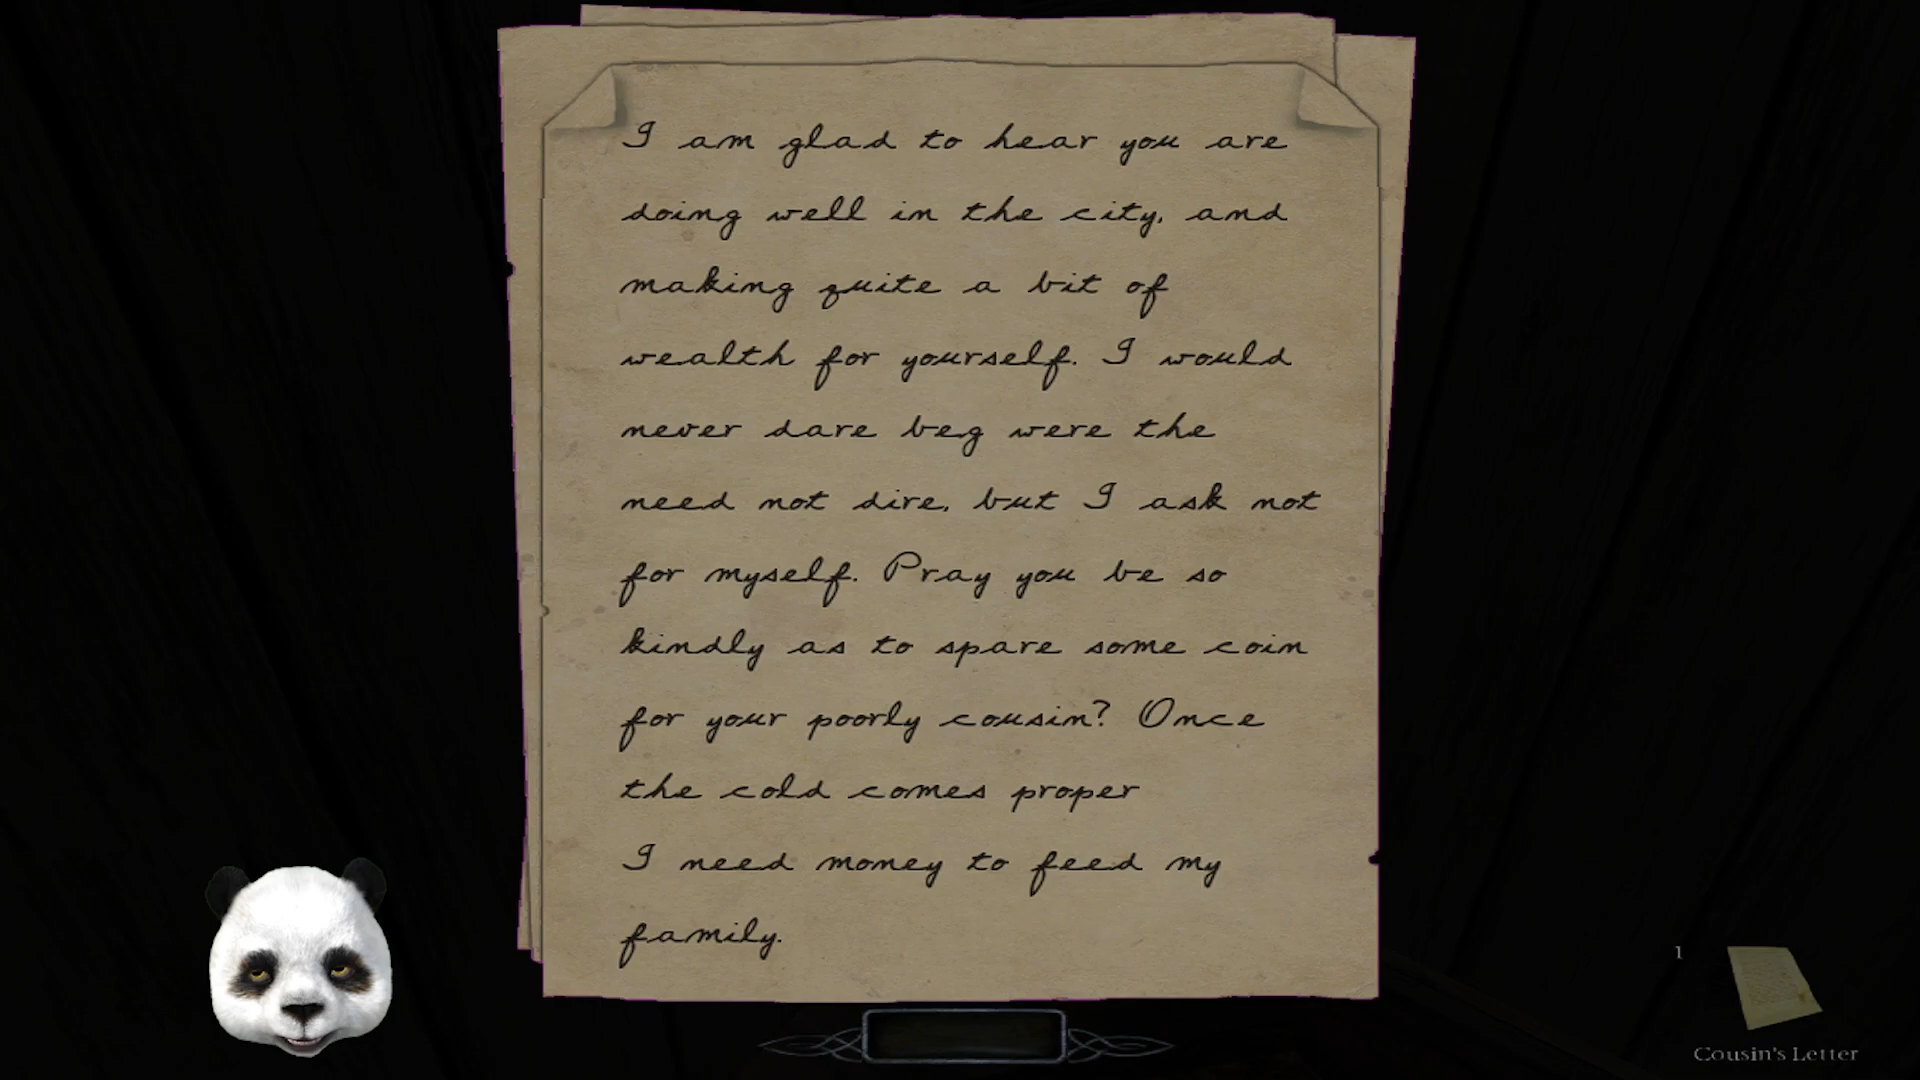 I am glad to hear you are
doing well in the city, and
making quite a bit of
wealth for yourself. I would
never dare beg were the
need not dire, but I ask not
for myself. Pray you be so
kindly as to spare some coin
for your poorly cousin? Once
the cold comes proper
I need money to feed my
family.
1
Cousin's Letter